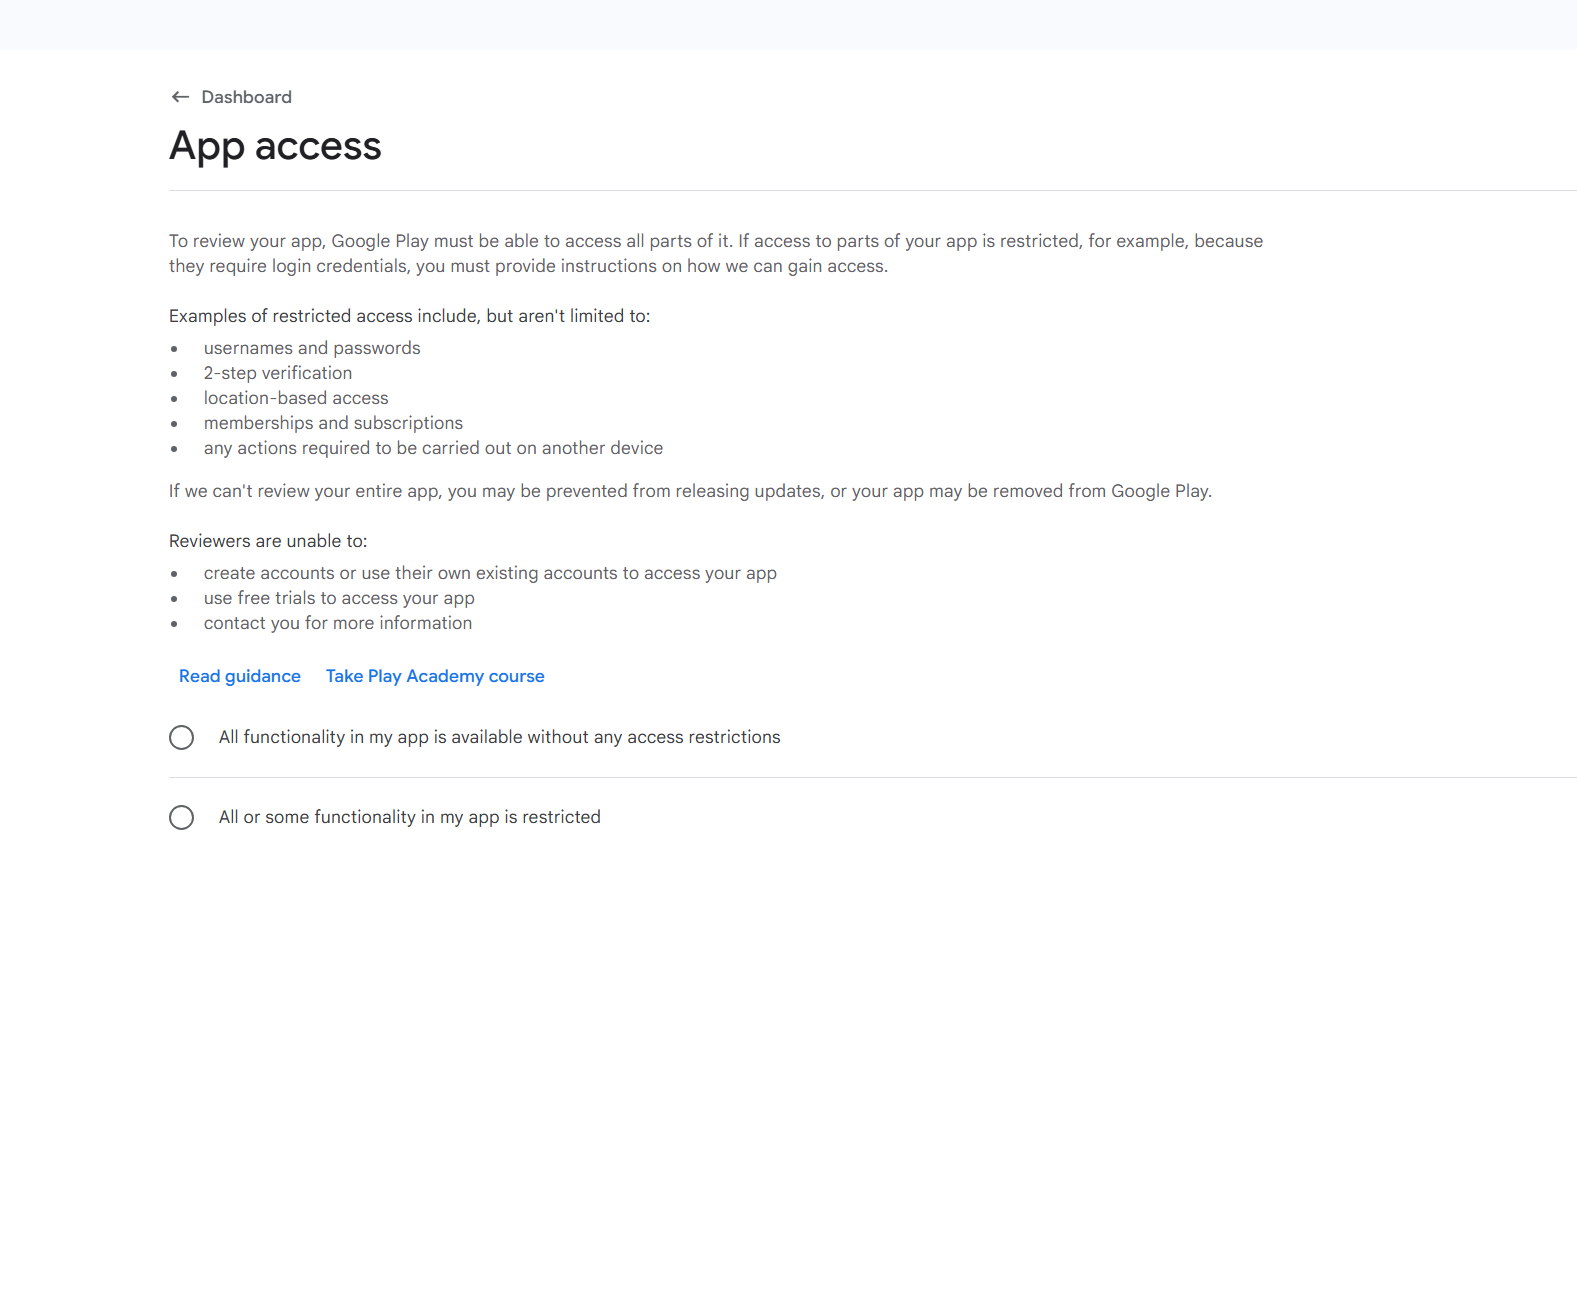 Dashboard
App access
To review your app, Google Play must be able to access all parts of it. If access to parts of your app is restricted, for example, because
they require login credentials, you must provide instructions on how we can gain access.
Examples of restricted access include, but aren't limited to:
usernames and passwords
2-step verification
location-based access
memberships and subscriptions
any actions required to be carried out on another device
If we can't review your entire app, you may be prevented from releasing updates, or your app may be removed from Google Play.
Reviewers are unable to:
create accounts or use their own existing accounts to access your app
use free trials to access your app
contact you for more information
Read guidance Take Play Academy course
All functionality in my app is available without any access restrictions
All or some functionality in my app is restricted